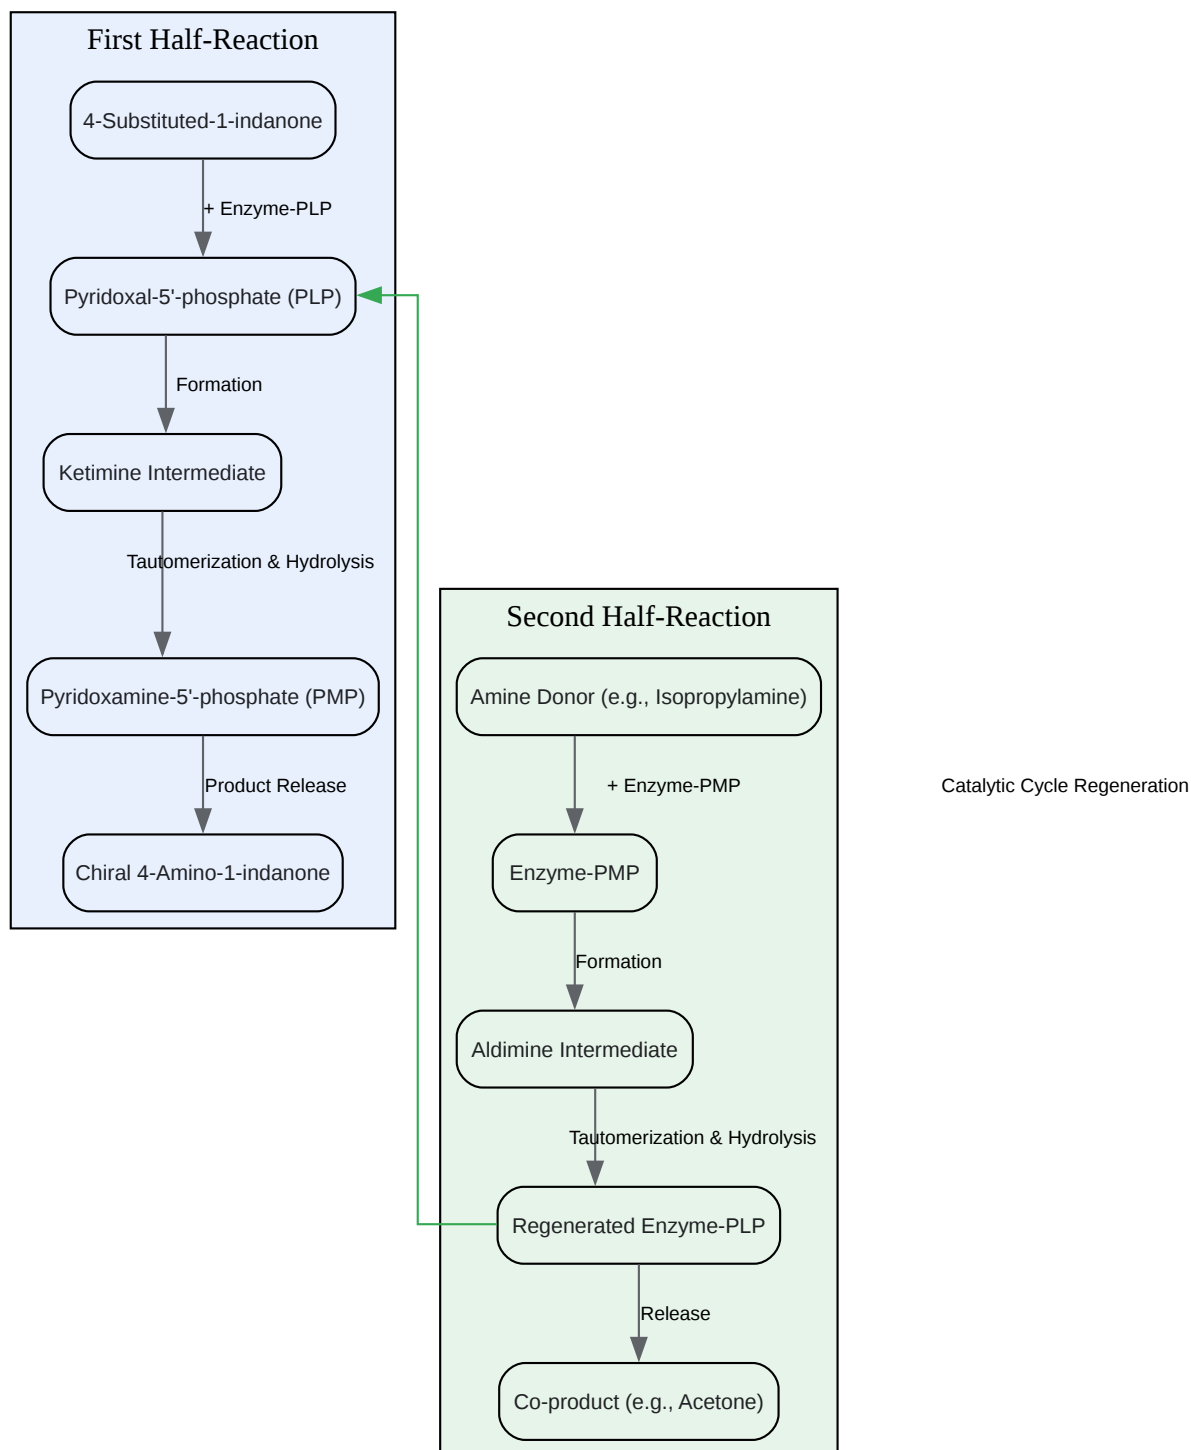 First Half-Reaction
4-Substituted-1-indanone
+ Enzyme-PLP
Pyridoxal-5'-phosphate (PLP)
Formation
Ketimine Intermediate
Tautomerization & Hydrolysis
Pyridoxamine-5'-phosphate (PMP)
Product Release
Chiral 4-Amino-1-indanone
Second Half-Reaction
Amine Donor (e.g., Isopropylamine)
+ Enzyme-PMP
Enzyme-PMP
Formation
Aldimine Intermediate
Tautomerization & Hydrolysis
Regenerated Enzyme-PLP
Release
Co-product (e.g., Acetone)
Catalytic Cycle Regeneration